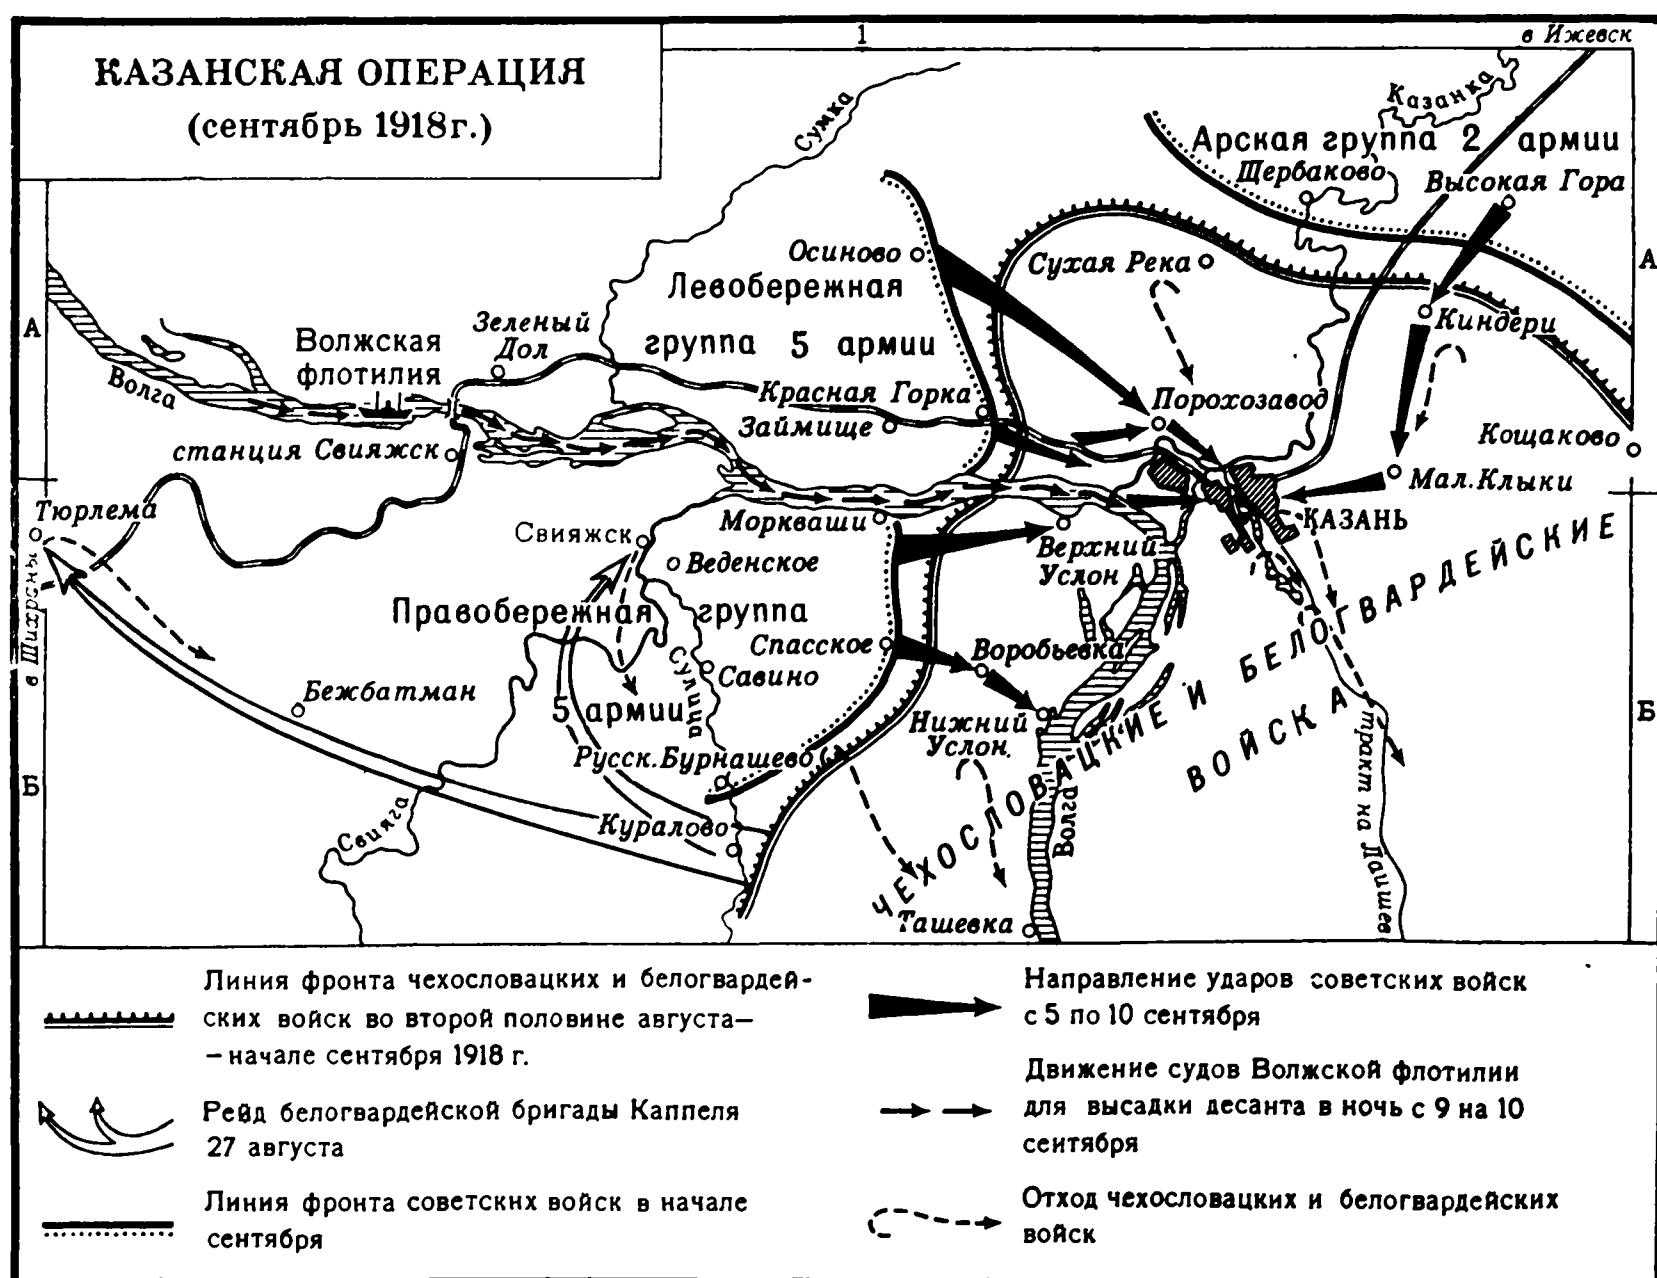 КАЗАНСКАЯ ОПЕРАЦИЯ
(сентябрь 1918г.)
1
в Ижевск
Казанка
Сумка
Арская группа 2 армии
Щербаково
Высокая Гора
Осиново
Сухая Река
А
Левобережная
группа 5 армии
А
Зеленый
Дол
Волжская
флотилия
Волга
Киндери
Красная Горка
Займище
Порохозавод
Кощаково
станция Свияжск
Мал.Клыки
Тюрлема
Моркваши
КАЗАНЬ
Свияжск
Веденское
Верхний
Услон
в Шихраны
Правобережная группа
5 армии
Спасское
Воробьевка
Сулица
Савино
Бежбатман
Нижний
Услон.
Б
Б
Русск.Бурнашево
Куралово
Свияга
Волга
тракт на Лаишев
Ташевка
ЧЕХОСЛОВАЦКИЕ И БЕЛОГВАРДЕЙСКИЕ
ВОЙСКА
Линия фронта чехословацких и белогвардей-
ских войск во второй половине августа—
—начале сентября 1918 г.
Рейд белогвардейской бригады Каппеля
27 августа
Линия фронта советских войск в начале
сентября
Направление ударов советских войск
с 5 по 10 сентября
Движение судов Волжской флотилии
для высадки десанта в ночь с 9 на 10
сентября
Отход чехословацких и белогвардейских
войск